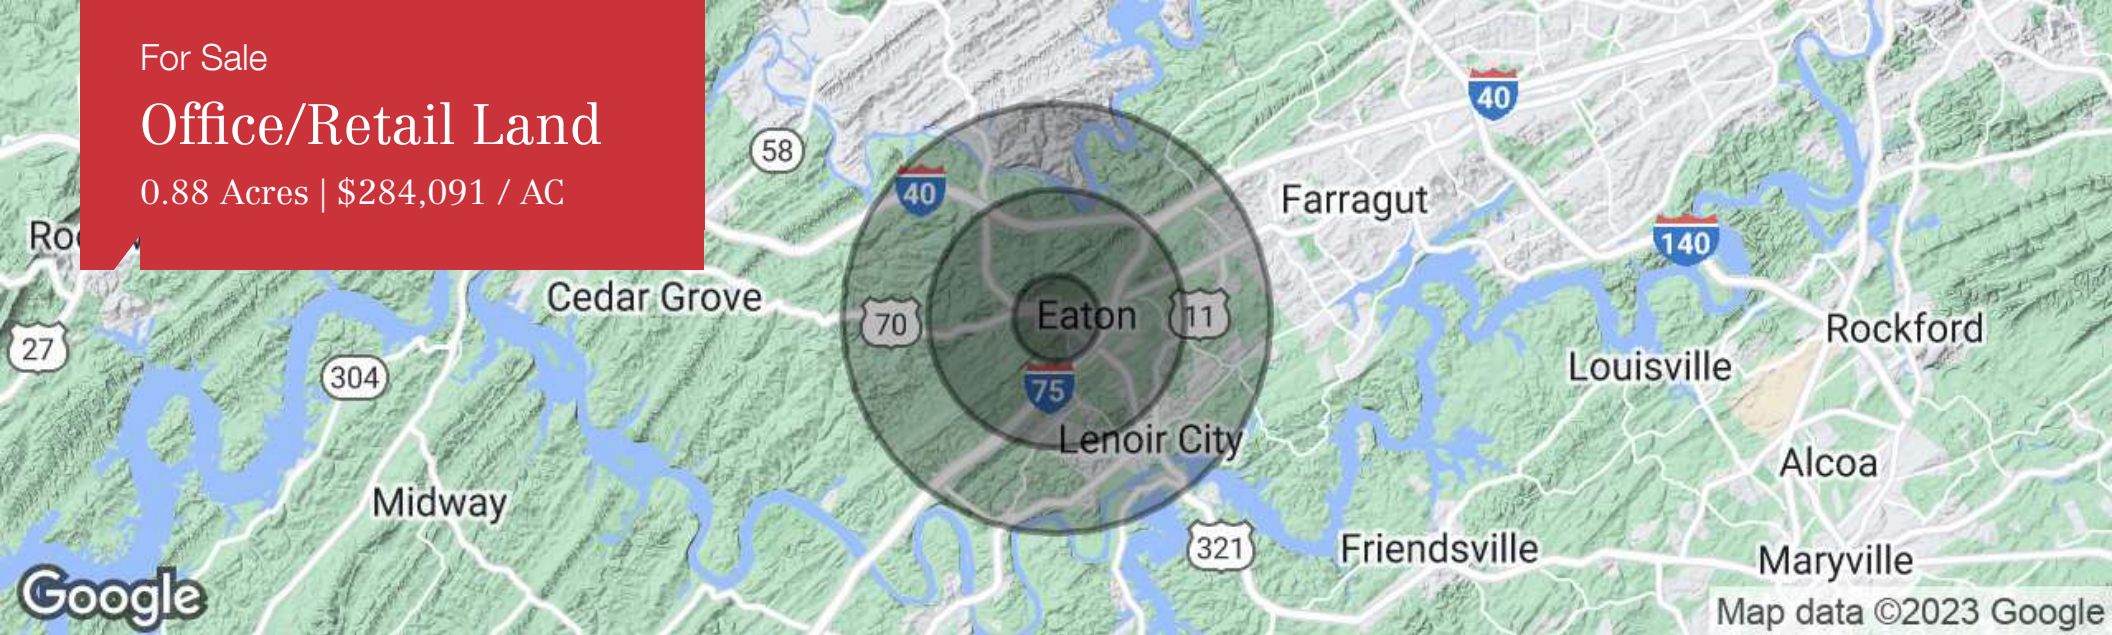 For Sale
Office/Retail Land
0.88 Acres | $284,091 / AC
58
40
40
Farragut
140
27
Cedar Grove
70
Eaton
11
Rockford
304
75
Louisville
Lenoir City
Alcoa
Midway
321
Friendsville
Maryville
Google
Map data ©2023 Google